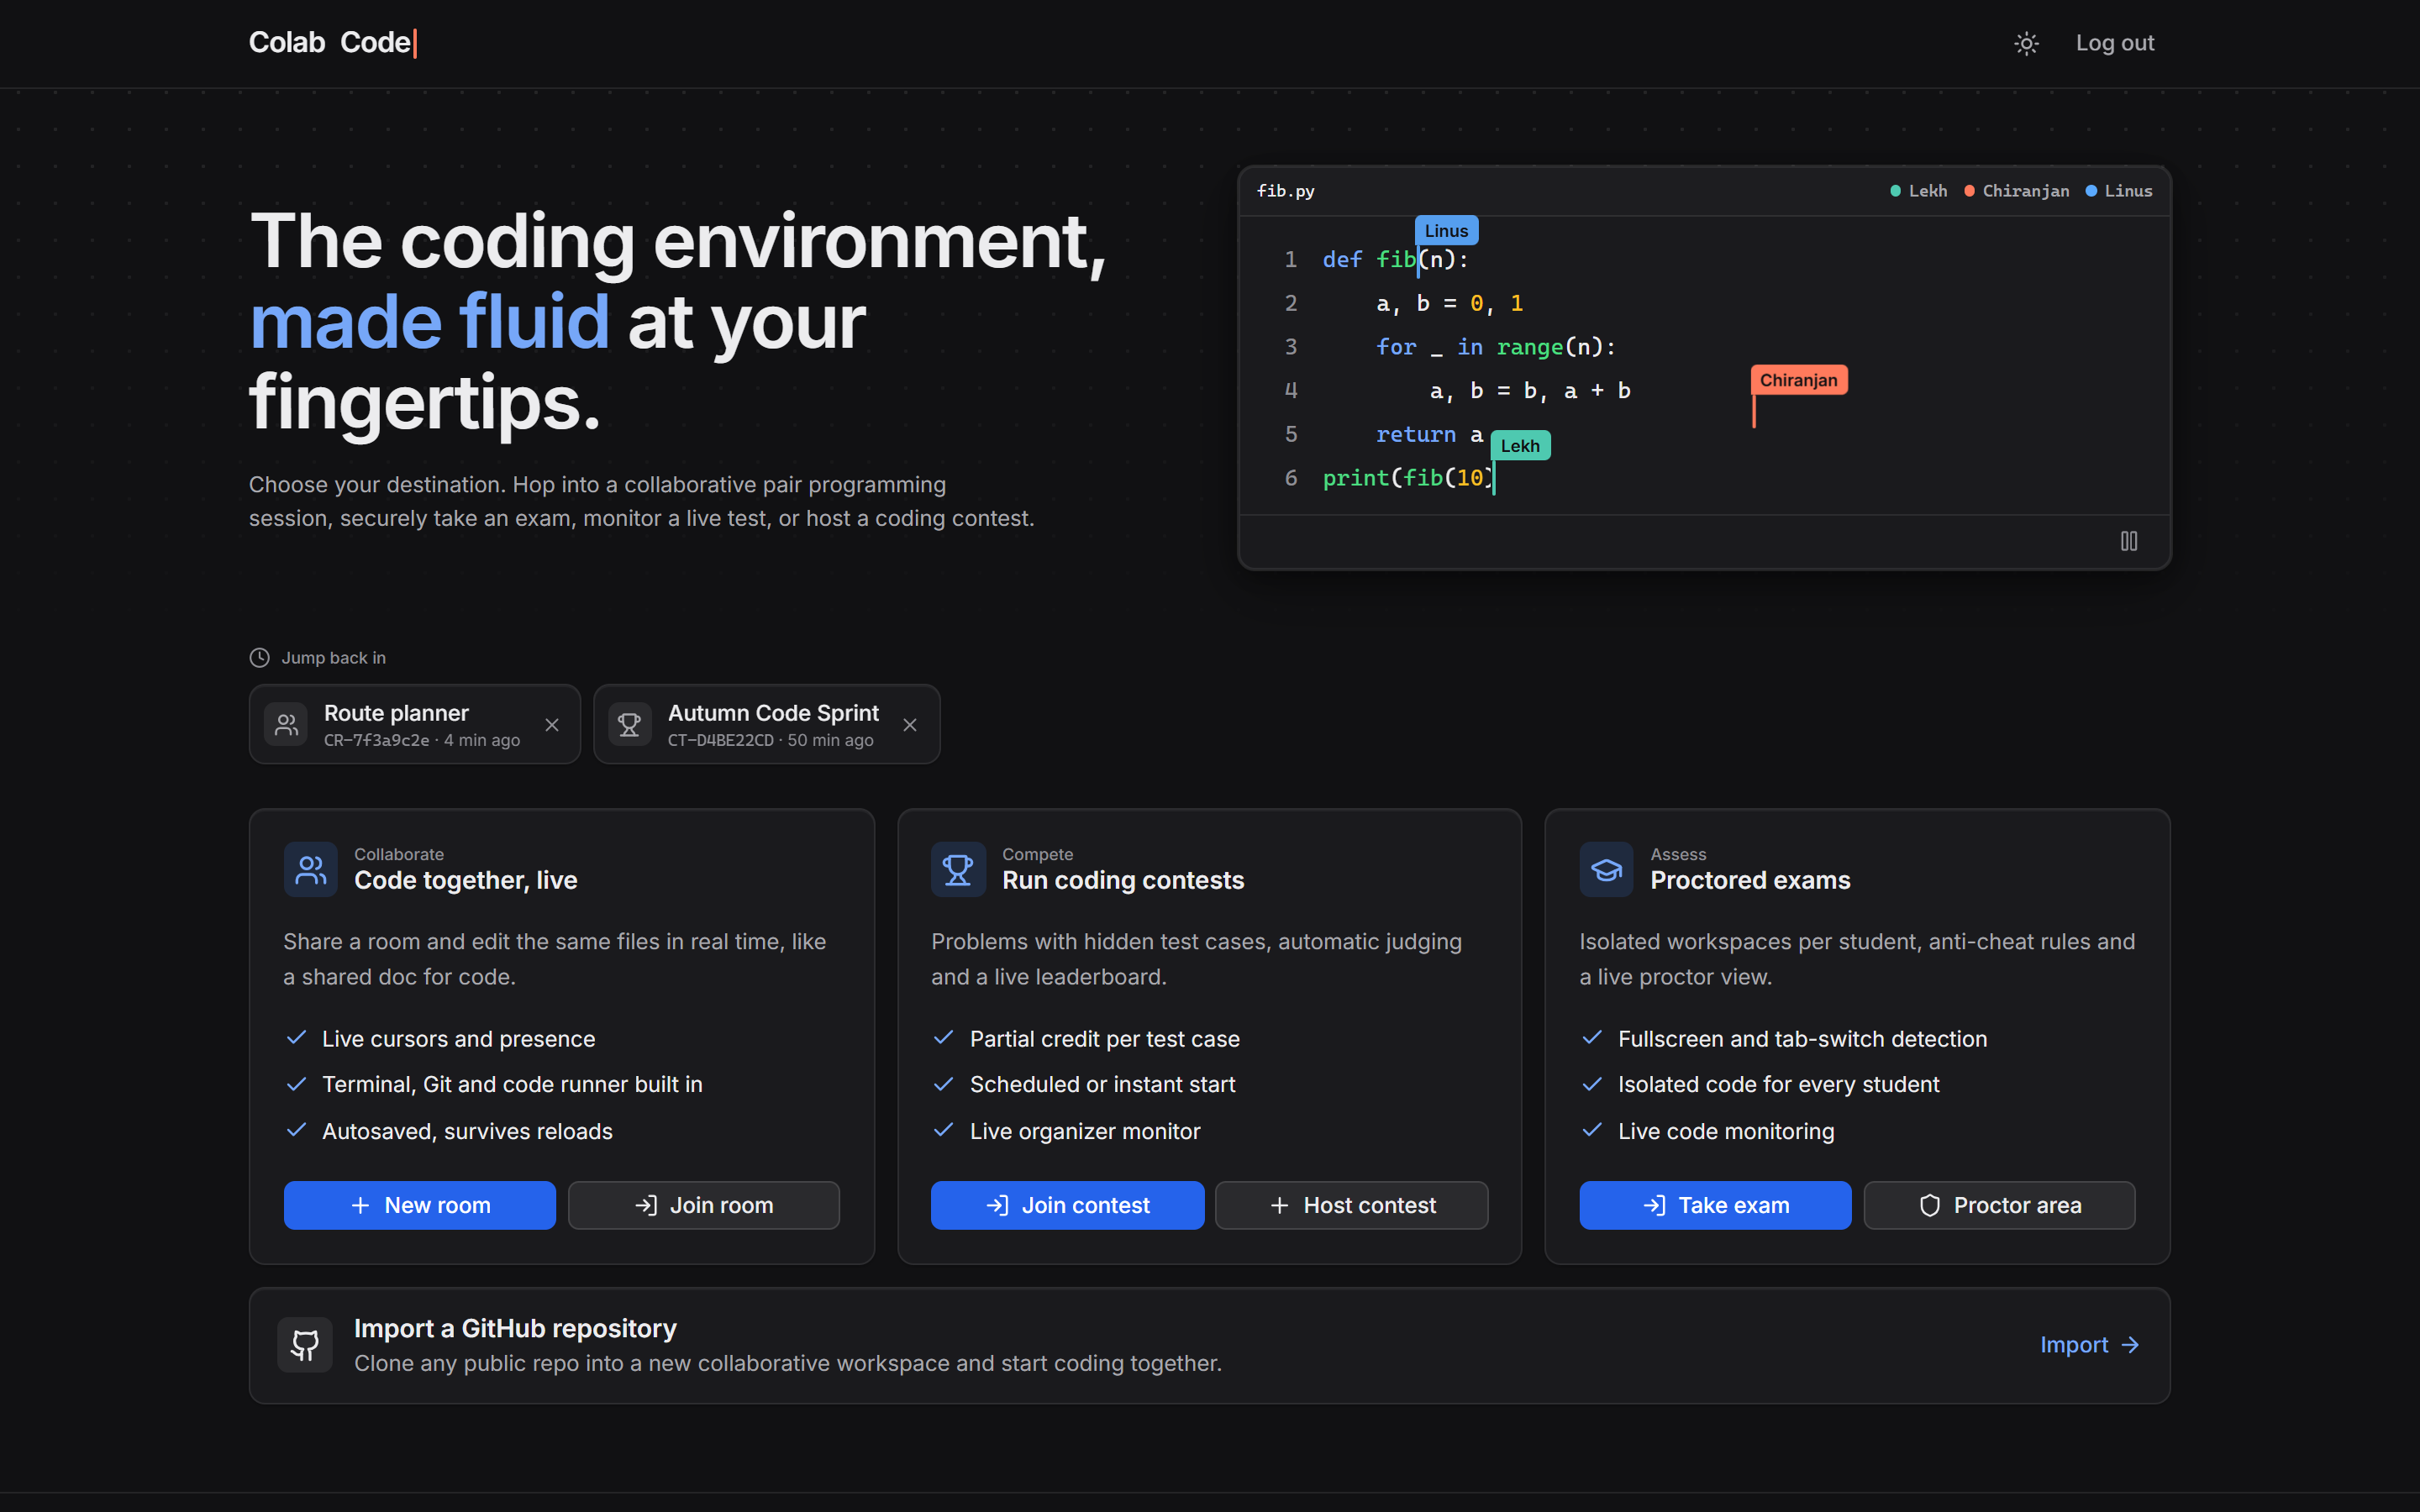 Colab Code
Log out
The coding environment,
made fluid at your
fingertips.
Choose your destination. Hop into a collaborative pair programming
session, securely take an exam, monitor a live test, or host a coding contest.
fib.py
Lekh Chiranjan Linus
Linus
1 def fib(n):
2 a, b = 0, 1
3 for _ in range(n):
Chiranjan
4 a, b = b, a + b
5 return a
Lekh
6 print(fib(10)
Jump back in
Route planner
CR-7f3a9c2e · 4 min ago
Autumn Code Sprint
CT-D4BE22CD · 50 min ago
Collaborate
Code together, live
Share a room and edit the same files in real time, like
a shared doc for code.
Live cursors and presence
Terminal, Git and code runner built in
Autosaved, survives reloads
New room
Join room
Compete
Run coding contests
Problems with hidden test cases, automatic judging
and a live leaderboard.
Partial credit per test case
Scheduled or instant start
Live organizer monitor
Join contest
Host contest
Assess
Proctored exams
Isolated workspaces per student, anti-cheat rules and
a live proctor view.
Fullscreen and tab-switch detection
Isolated code for every student
Live code monitoring
Take exam
Proctor area
Import a GitHub repository
Clone any public repo into a new collaborative workspace and start coding together.
Import